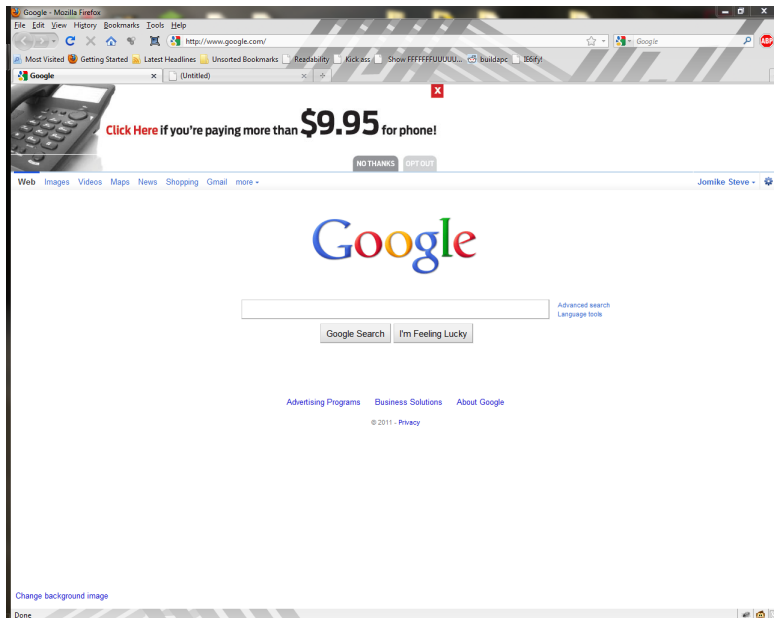 Google - Mozilla Firefox
File Edit View History Bookmarks Tools Help
http://www.google.com/
Google
ABP
Most Visited Getting Started Latest Headlines Unsorted Bookmarks Readability Kick ass Show FFFFFFUUUUU... buildapc IE6ify!
Google x (Untitled) x +
X
Click Here if you're paying more than $9.95 for phone!
NO THANKS OPT OUT
Web Images Videos Maps News Shopping Gmail more
Jomike Steve
Google
Advanced search
Language tools
Google Search I'm Feeling Lucky
Advertising Programs Business Solutions About Google
© 2011 - Privacy
Change background image
Done